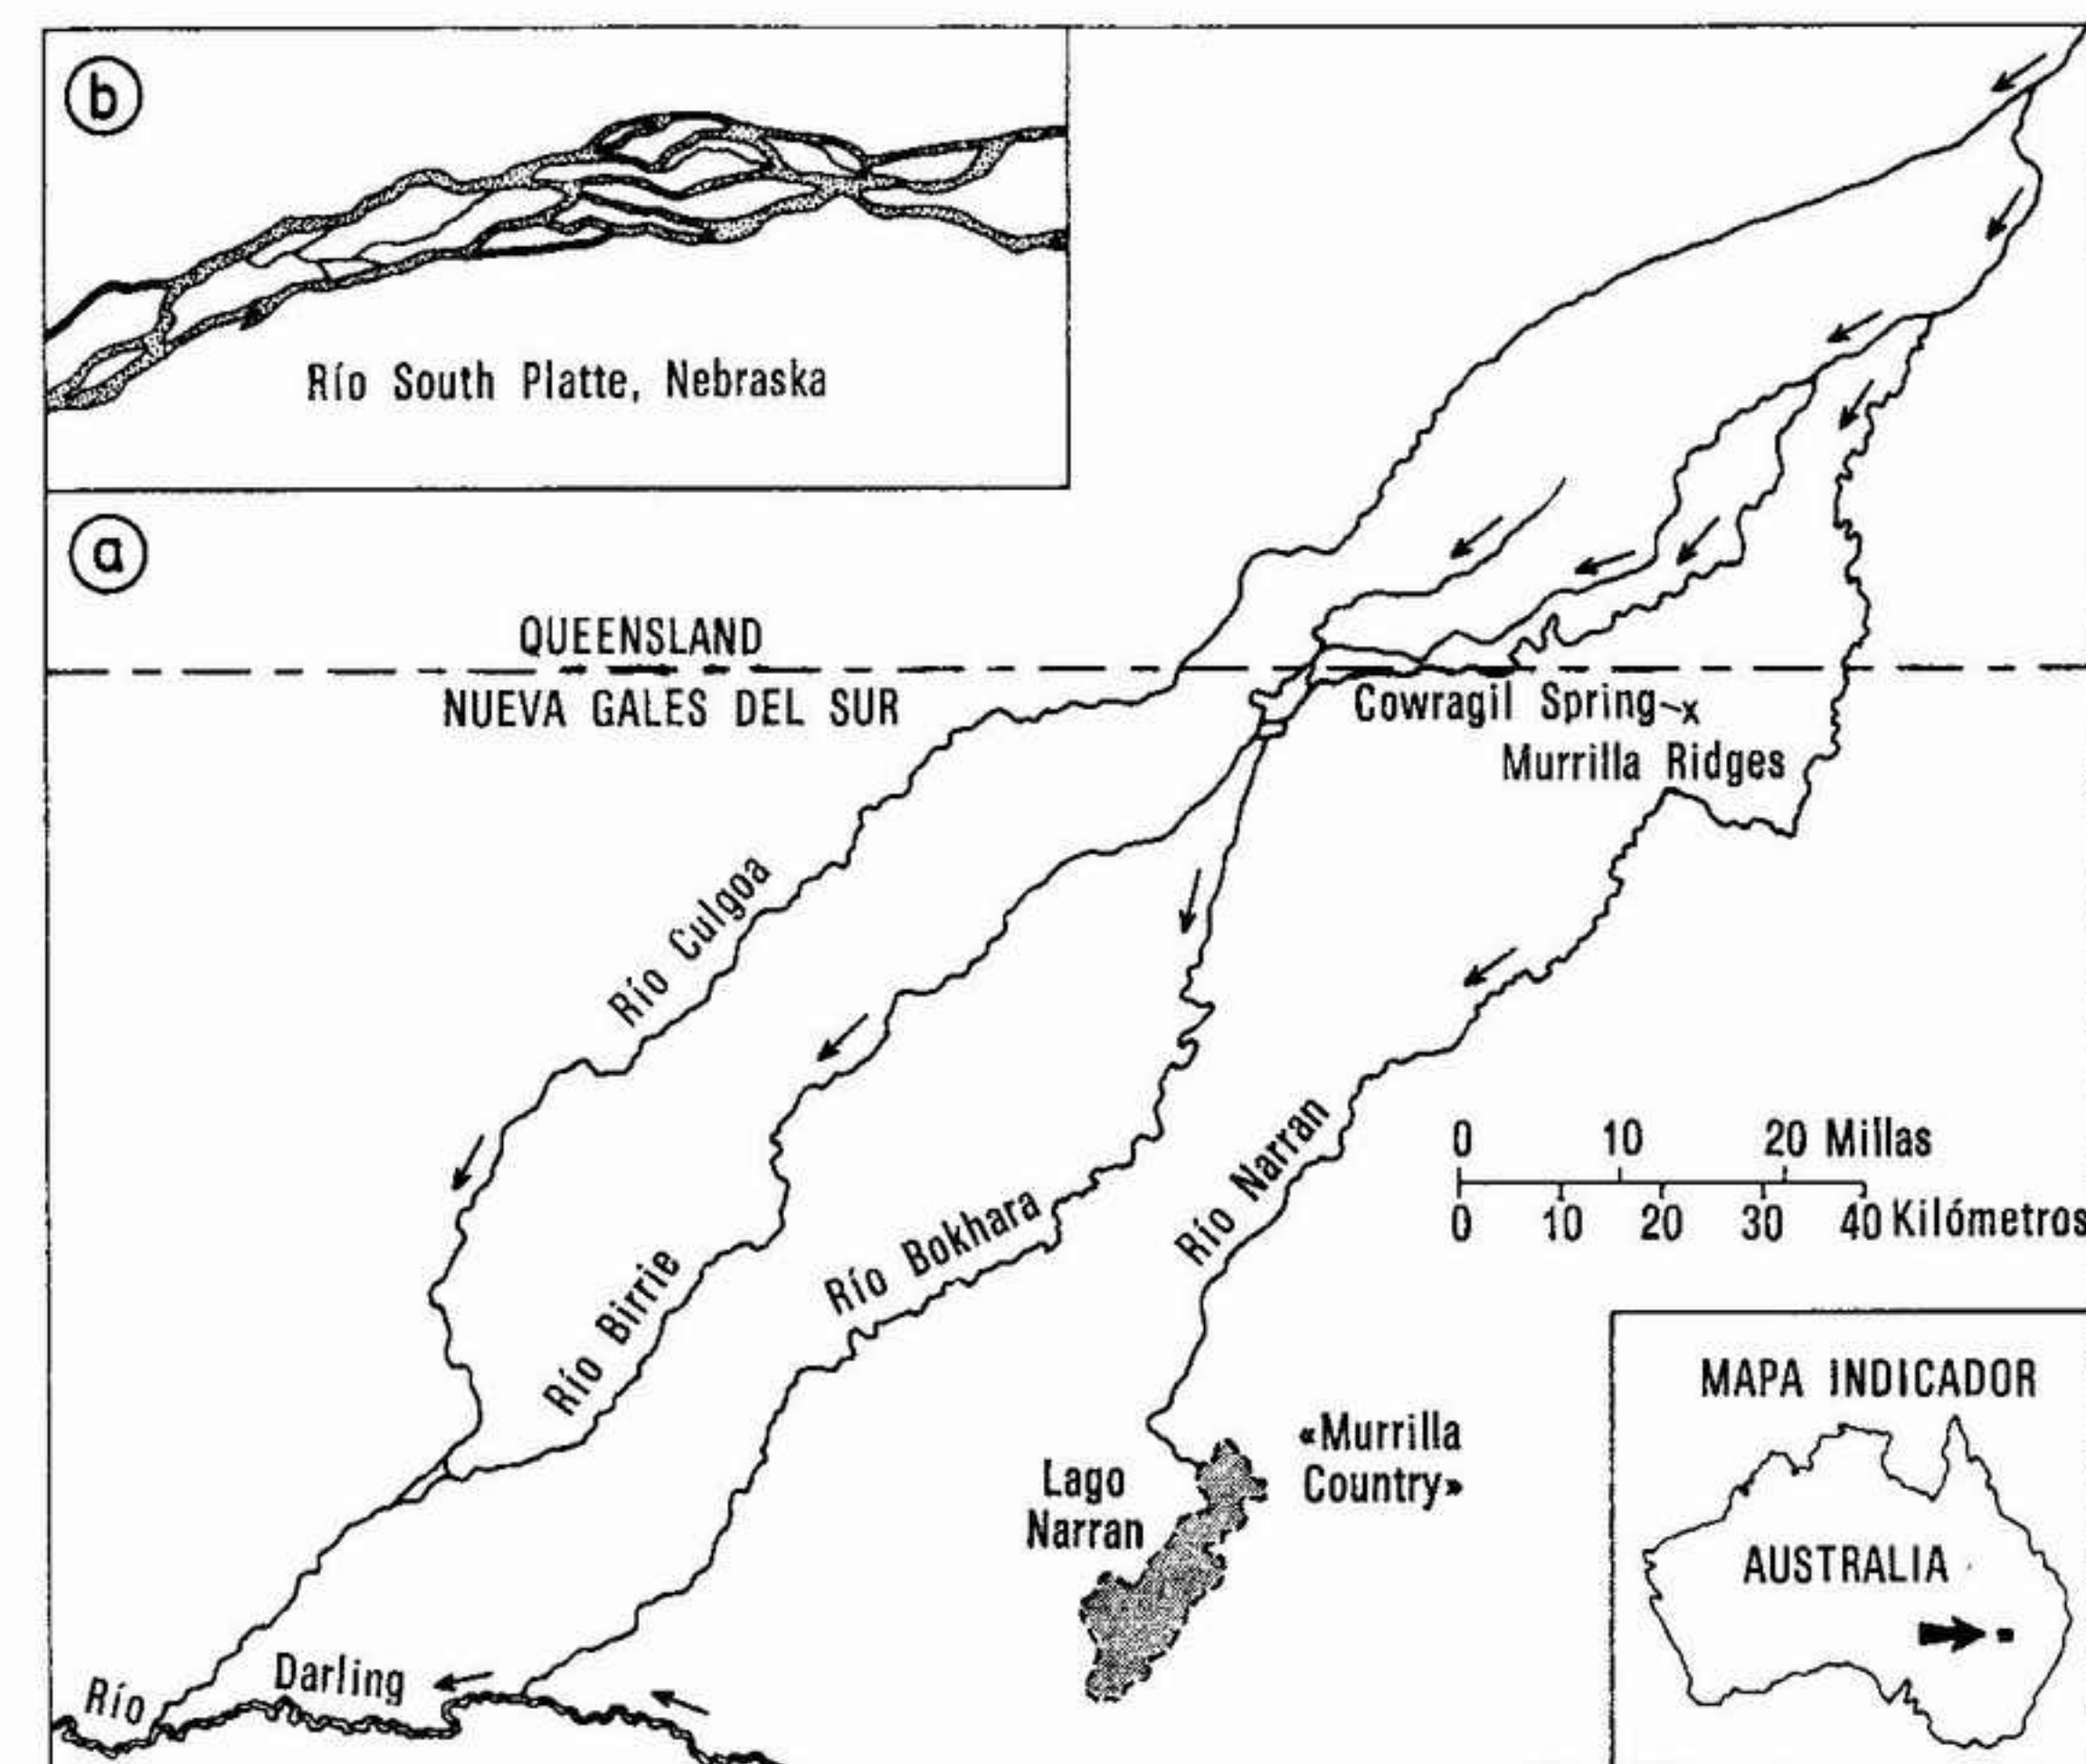 b
Río South Platte, Nebraska
a
QUEENSLAND
NUEVA GALES DEL SUR
Cowragil Spring-x
Murrilla Ridges
Río Culgoa
Río Birrie
Río Bokhara
Río Narran
0 10 20 Millas
0 10 20 30 40 Kilómetros
«Murrilla
Country»
Lago
Narran
MAPA INDICADOR
AUSTRALIA
Río Darling